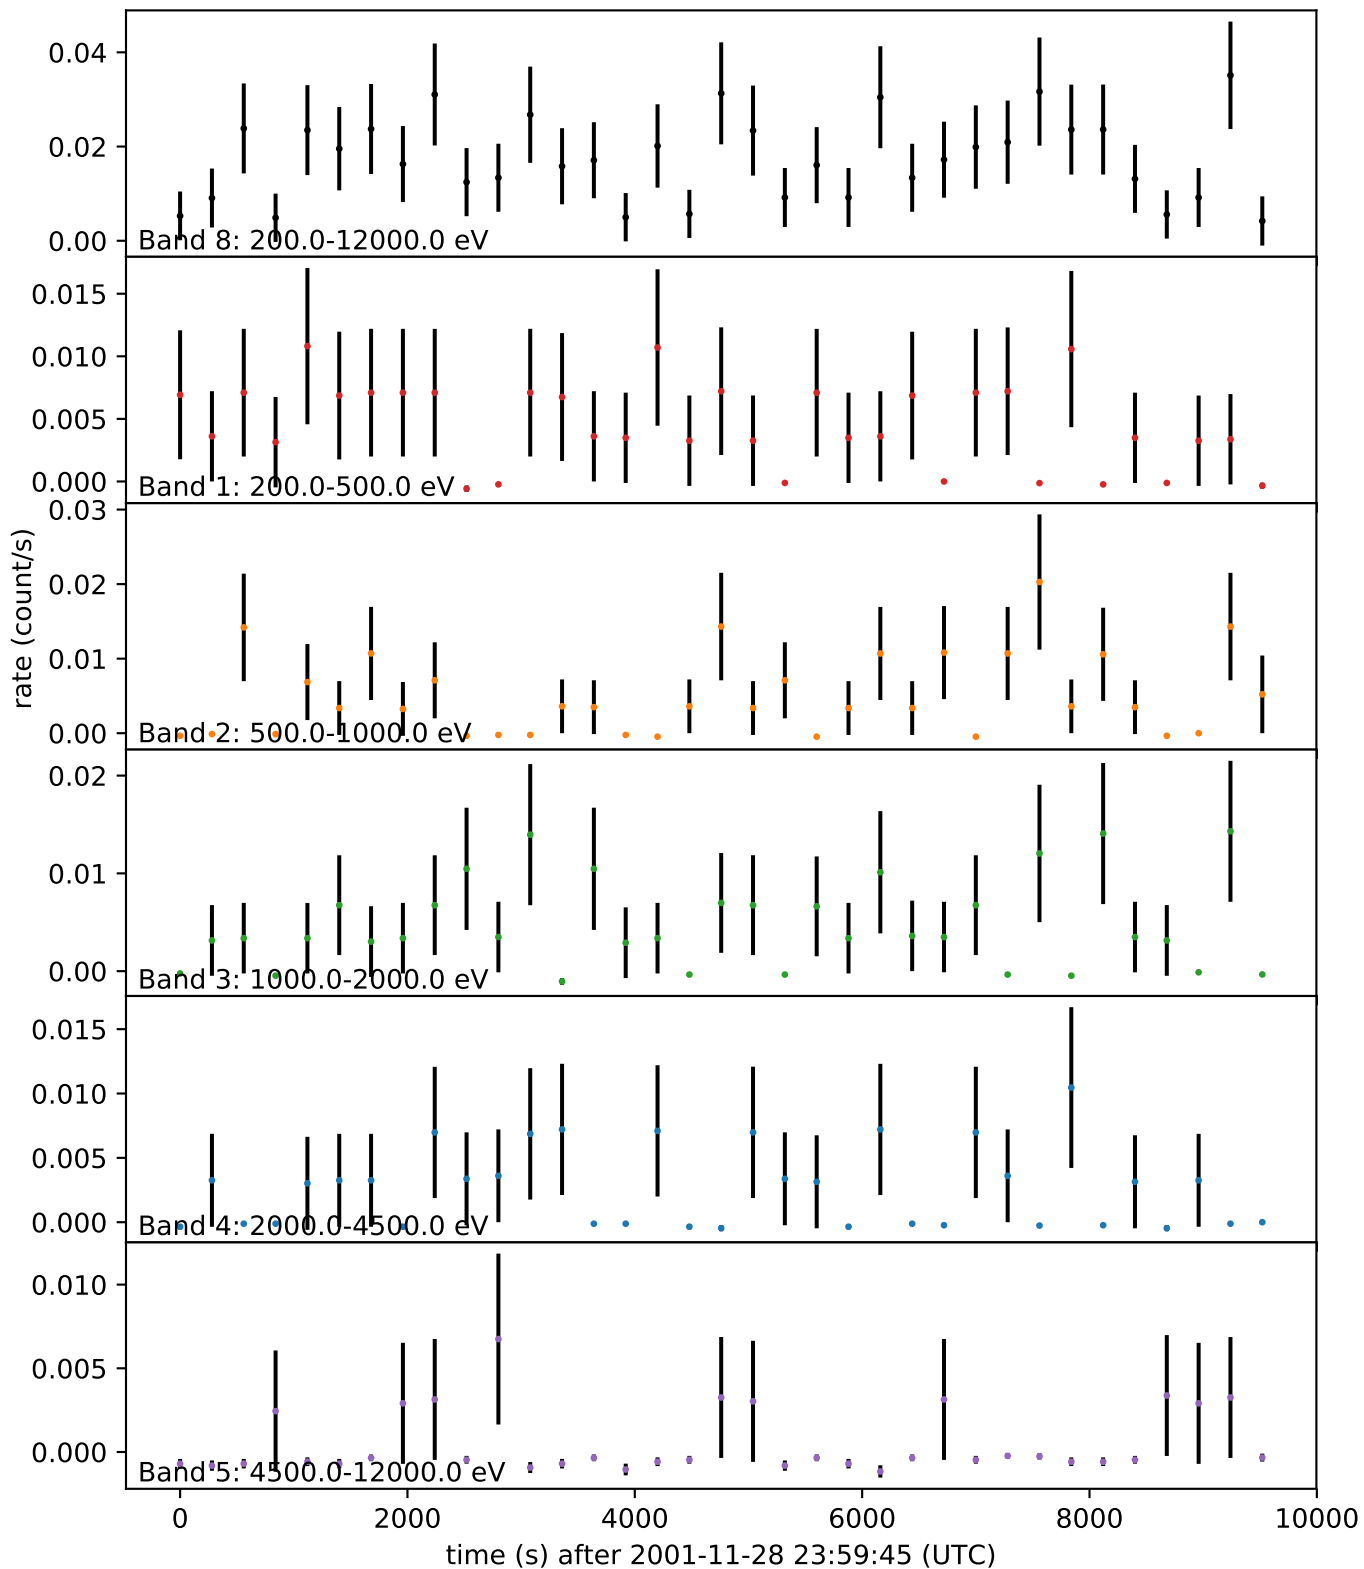 0.04
0.02
0.00
Band 8: 200.0-12000.0 eV
0.015
0.010
0.005
0.000
Band 1: 200.0-500.0 eV
0.03
0.02
0.01
0.00
Band 2: 500.0-1000.0 eV
rate (count/s)
0.02
0.01
0.00
Band 3: 1000.0-2000.0 eV
0.015
0.010
0.005
0.000
Band 4: 2000.0-4500.0 eV
0.010
0.005
0.000
Band 5: 4500.0-12000.0 eV
0 2000 4000 6000 8000 10000
time (s) after 2001-11-28 23:59:45 (UTC)